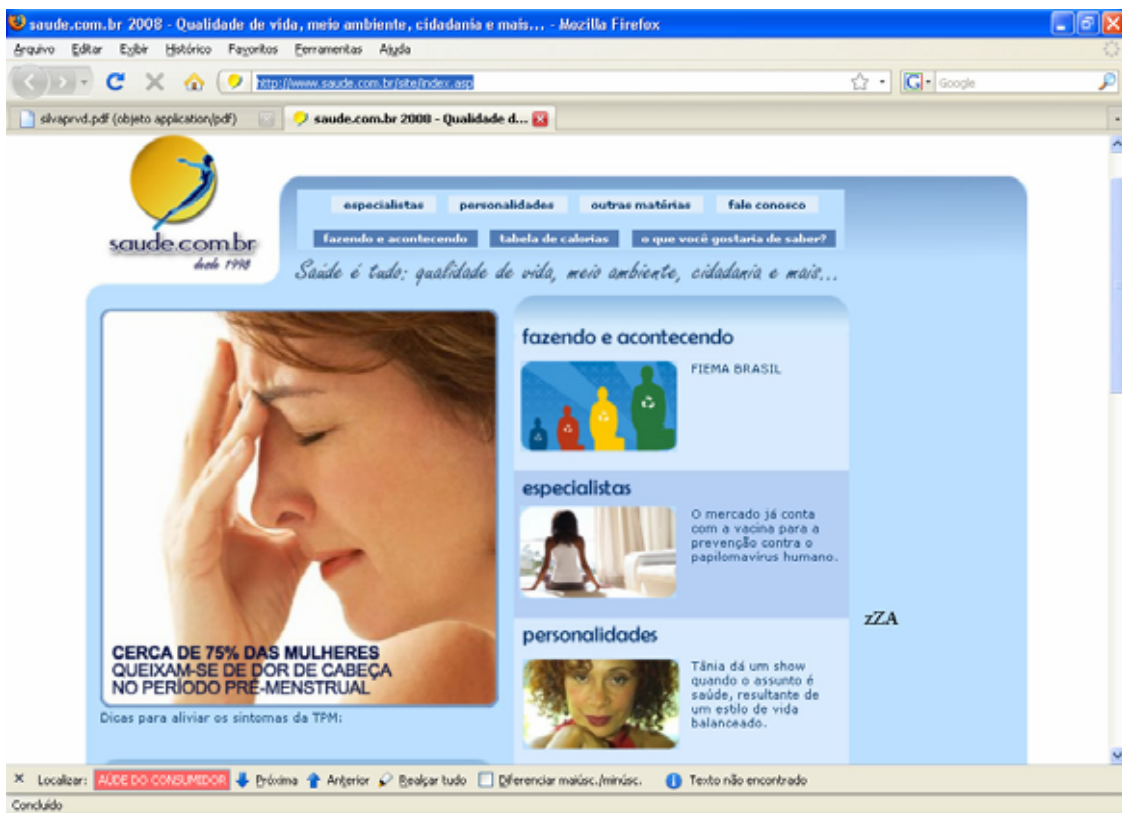 saude.com.br 2008 - Qualidade de vida, meio ambiente, cidadania e mais... - Mozilla Firefox
Arquivo Editar Exibir Histórico Favoritos Ferramentas Ajuda
http://www.saude.com.br/site/index.asp
Google
silvaprvd.pdf (objeto application/pdf)
saude.com.br 2008 - Qualidade d...
saude.com.br
desde 1998
especialistas personalidades outras matérias fale conosco
fazendo e acontecendo tabela de calorias o que você gostaria de saber?
Saúde é tudo: qualidade de vida, meio ambiente, cidadania e mais...
CERCA DE 75% DAS MULHERES
QUEIXAM-SE DE DOR DE CABEÇA
NO PERÍODO PRÉ-MENSTRUAL
Dicas para aliviar os sintomas da TPM:
fazendo e acontecendo
FIEMA BRASIL
especialistas
O mercado já conta
com a vacina para a
prevenção contra o
papilomavirus humano.
personalidades
Tânia dá um show
quando o assunto é
saúde, resultante de
um estilo de vida
balanceado.
zZA
Localizar: AÚDE DO CONSUMIDOR Próxima Anterior Realçar tudo Diferenciar maiúsc./minúsc. Texto não encontrado
Concluído